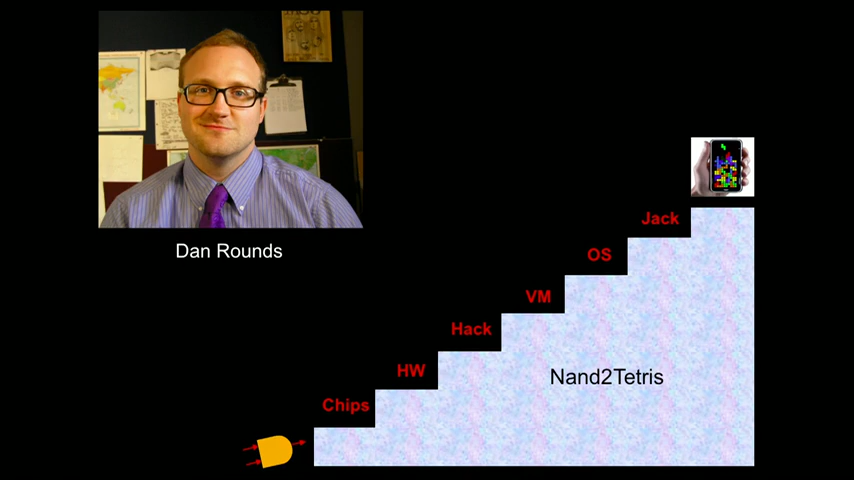 Dan Rounds
Jack
OS
VM
Hack
HW
Chips
Nand2Tetris